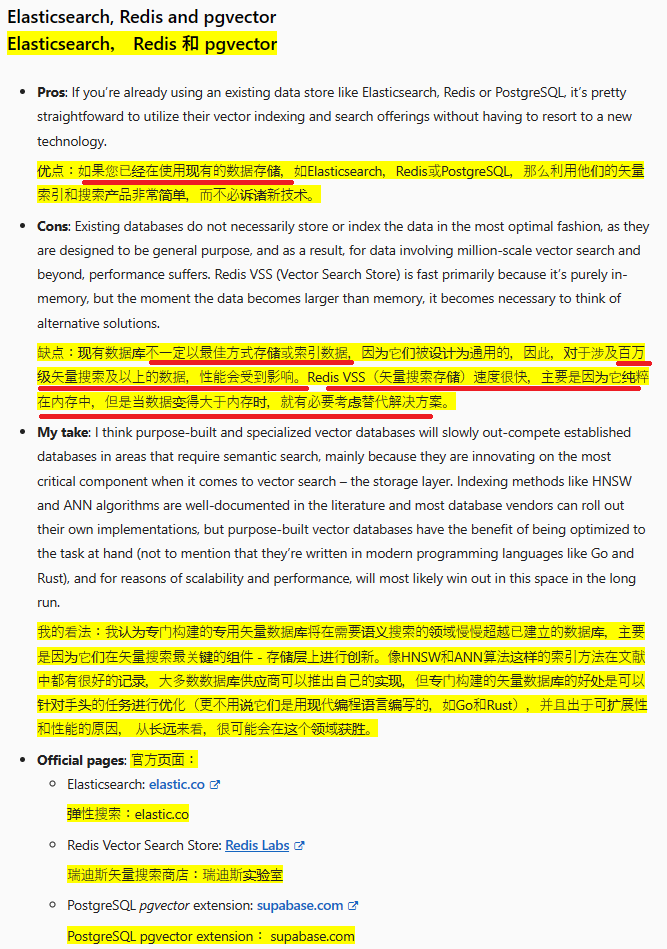 Elasticsearch, Redis and pgvector
Elasticsearch， Redis 和 pgvector
Pros: If you’re already using an existing data store like Elasticsearch, Redis or PostgreSQL, it’s pretty
straightfoward to utilize their vector indexing and search offerings without having to resort to a new
technology.
优点：如果您已经在使用现有的数据存储，如Elasticsearch，Redis或PostgreSQL，那么利用他们的矢量
索引和搜索产品非常简单，而不必诉诸新技术。
Cons: Existing databases do not necessarily store or index the data in the most optimal fashion, as they
are designed to be general purpose, and as a result, for data involving million-scale vector search and
beyond, performance suffers. Redis VSS (Vector Search Store) is fast primarily because it’s purely in-
memory, but the moment the data becomes larger than memory, it becomes necessary to think of
alternative solutions.
缺点：现有数据库不一定以最佳方式存储或索引数据，因为它们被设计为通用的，因此，对于涉及百万
级矢量搜索及以上的数据，性能会受到影响。Redis VSS（矢量搜索存储）速度很快，主要是因为它纯粹
在内存中，但是当数据变得大于内存时，就有必要考虑替代解决方案。
My take: I think purpose-built and specialized vector databases will slowly out-compete established
databases in areas that require semantic search, mainly because they are innovating on the most
critical component when it comes to vector search – the storage layer. Indexing methods like HNSW
and ANN algorithms are well-documented in the literature and most database vendors can roll out
their own implementations, but purpose-built vector databases have the benefit of being optimized to
the task at hand (not to mention that they’re written in modern programming languages like Go and
Rust), and for reasons of scalability and performance, will most likely win out in this space in the long
run.
我的看法：我认为专门构建的专用矢量数据库将在需要语义搜索的领域慢慢超越已建立的数据库，主要
是因为它们在矢量搜索最关键的组件 - 存储层上进行创新。像HNSW和ANN算法这样的索引方法在文献
中都有很好的记录，大多数数据库供应商可以推出自己的实现，但专门构建的矢量数据库的好处是可以
针对手头的任务进行优化（更不用说它们是用现代编程语言编写的，如Go和Rust），并且出于可扩展性
和性能的原因，从长远来看，很可能会在这个领域获胜。
Official pages: 官方页面：
Elasticsearch: elastic.co
弹性搜索：elastic.co
Redis Vector Search Store: Redis Labs
瑞迪斯矢量搜索商店：瑞迪斯实验室
PostgreSQL pgvector extension: supabase.com
PostgreSQL pgvector extension： supabase.com